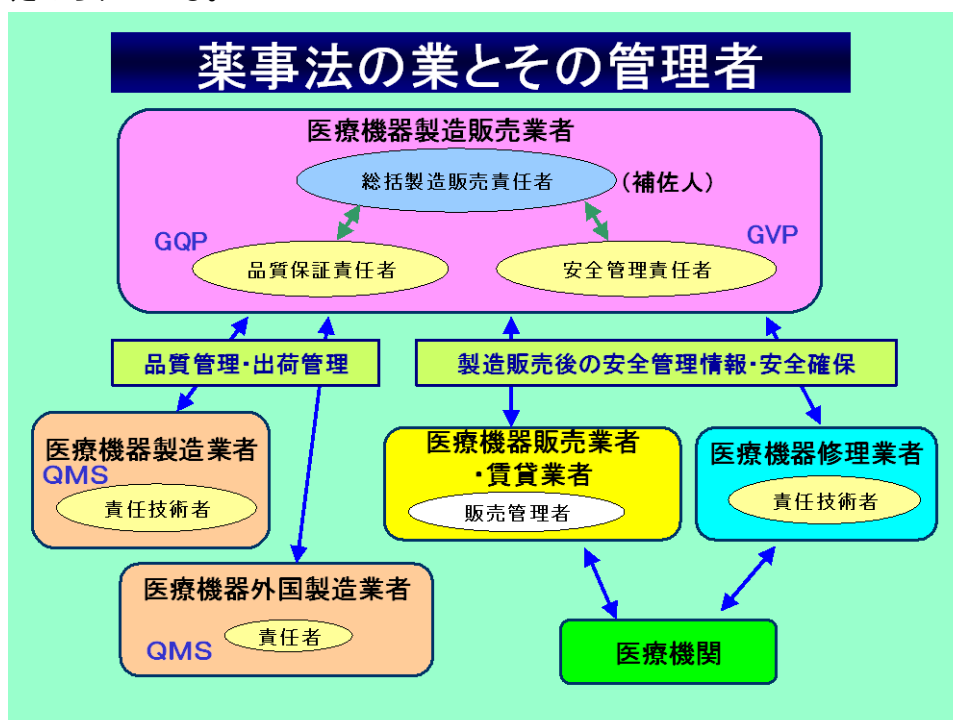 薬事法の業とその管理者
医療機器製造販売業者
総括製造販売責任者
(補佐人)
GQP
GVP
品質保証責任者
安全管理責任者
品質管理・出荷管理
製造販売後の安全管理情報・安全確保
医療機器製造業者
QMS
責任技術者
医療機器販売業者
・賃貸業者
販売管理者
医療機器修理業者
責任技術者
医療機器外国製造業者
責任者
QMS
医療機関